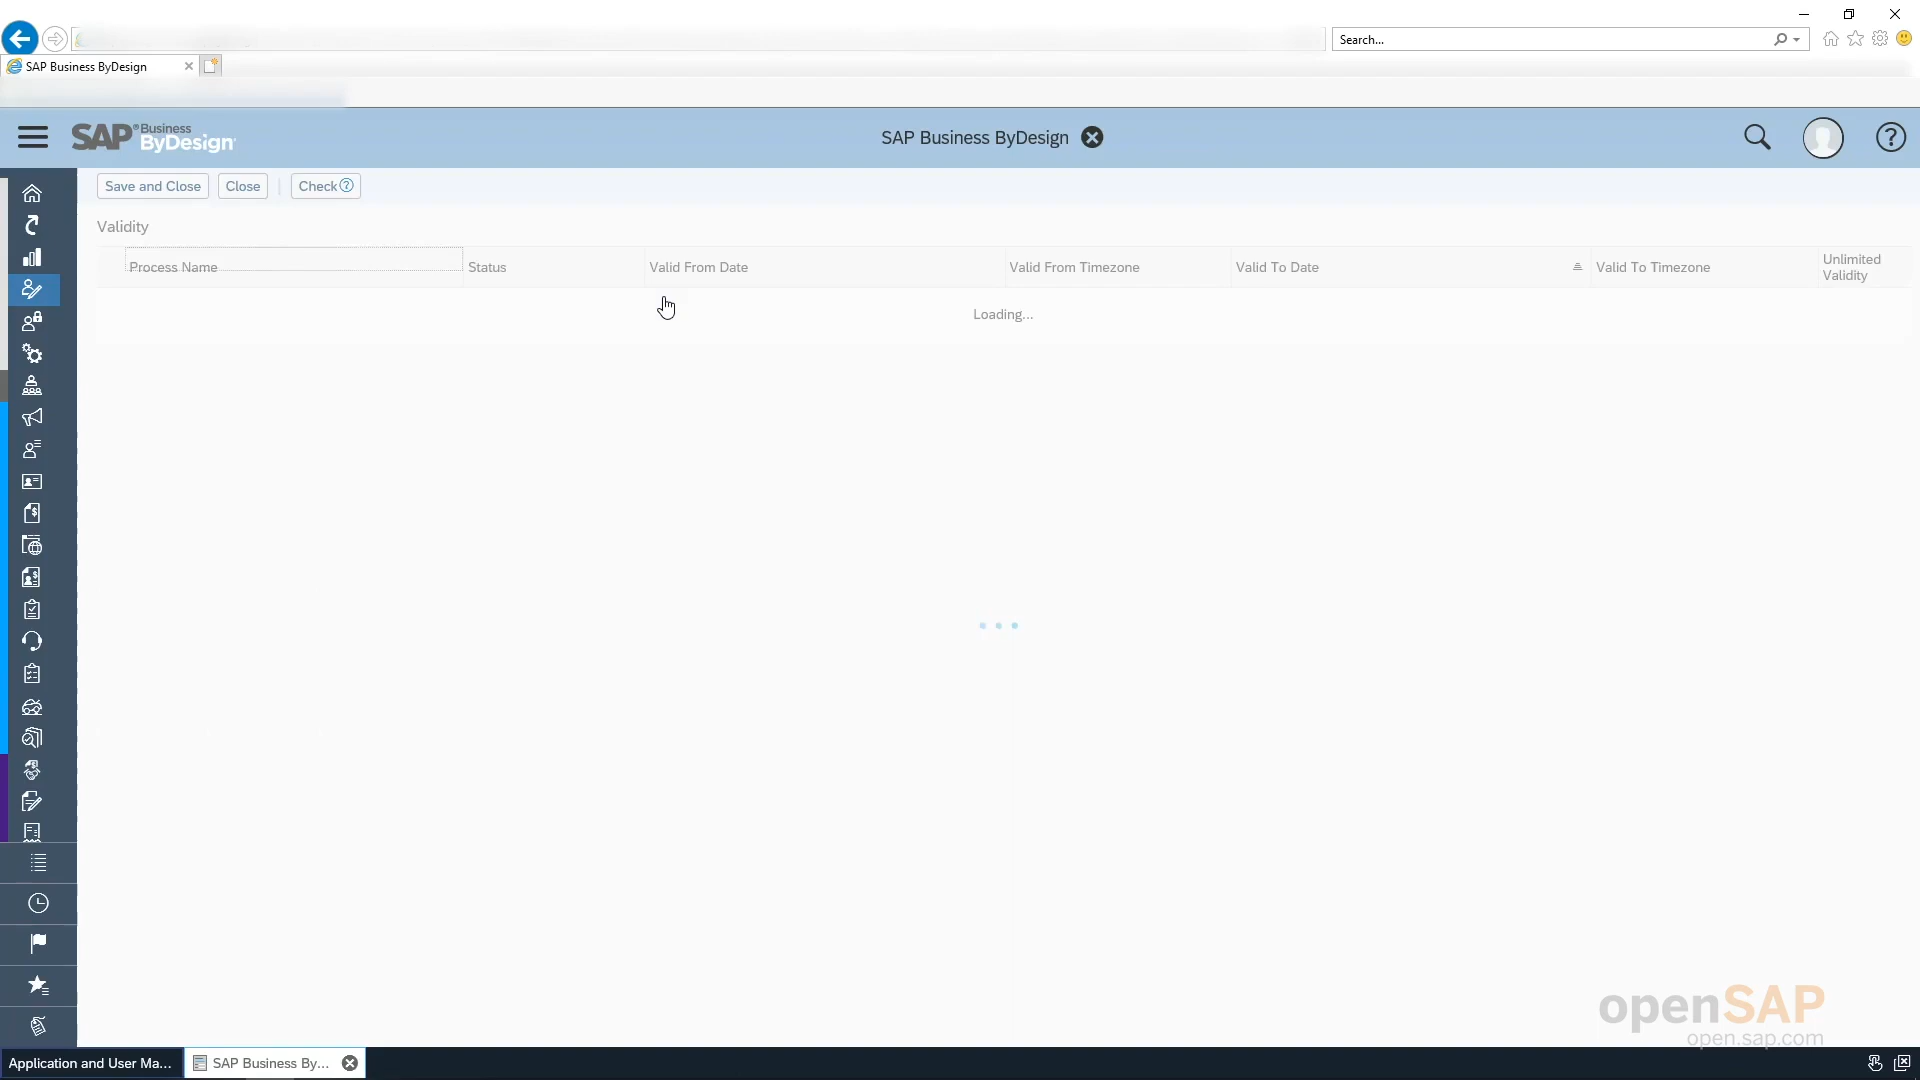 Search...
SAP Business ByDesign
SAP® Business ByDesign
SAP Business ByDesign
Save and Close
Close
Check
Validity
Process Name
Status
Valid From Date
Valid From Timezone
Valid To Date
Valid To Timezone
Unlimited
Validity
Loading...
openSAP
open.sap.com
Application and User Ma...
SAP Business By...